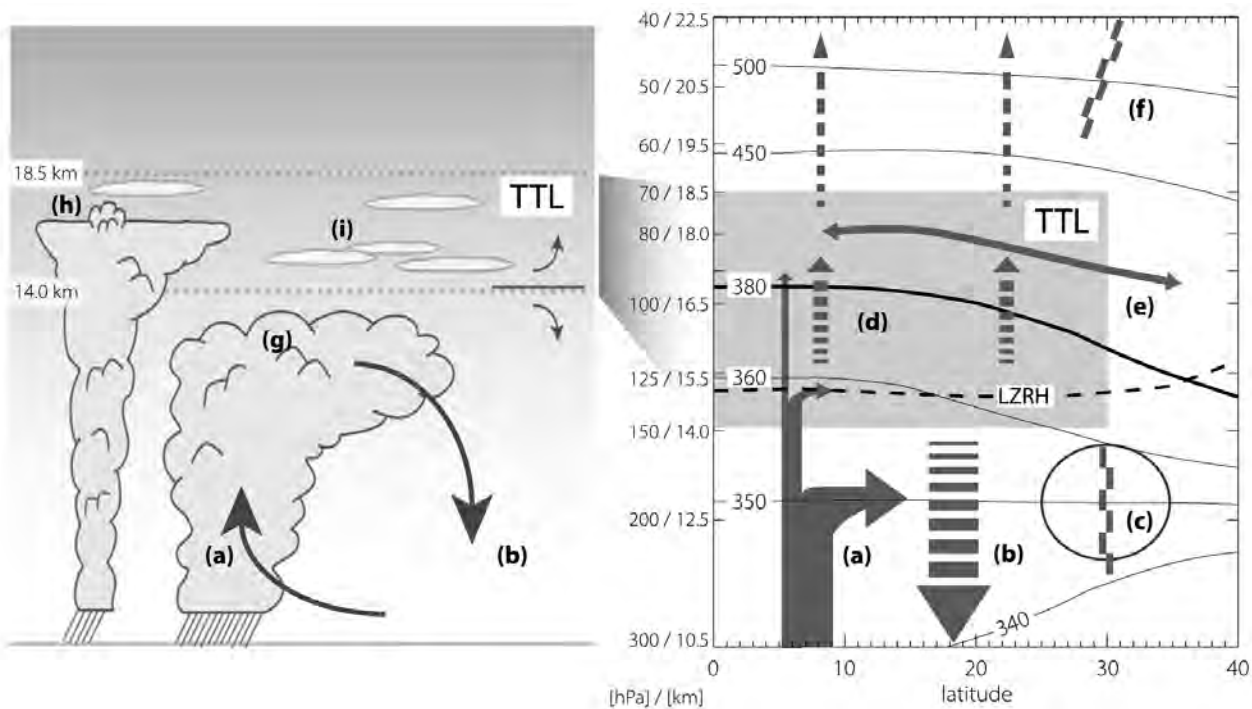 18.5 km
(h)
TTL
(i)
14.0 km
(g)
(a)
(b)
40 / 22.5
500
50 / 20.5
(f)
60 / 19.5
450
70 / 18.5
TTL
80 / 18.0
380
(e)
100 / 16.5
(d)
125 / 15.5
360
LZRH
150 / 14.0
350
200 / 12.5
(a)
(b)
(c)
340
300 / 10.5
0
10
20
30
40
[hPa] / [km]
latitude